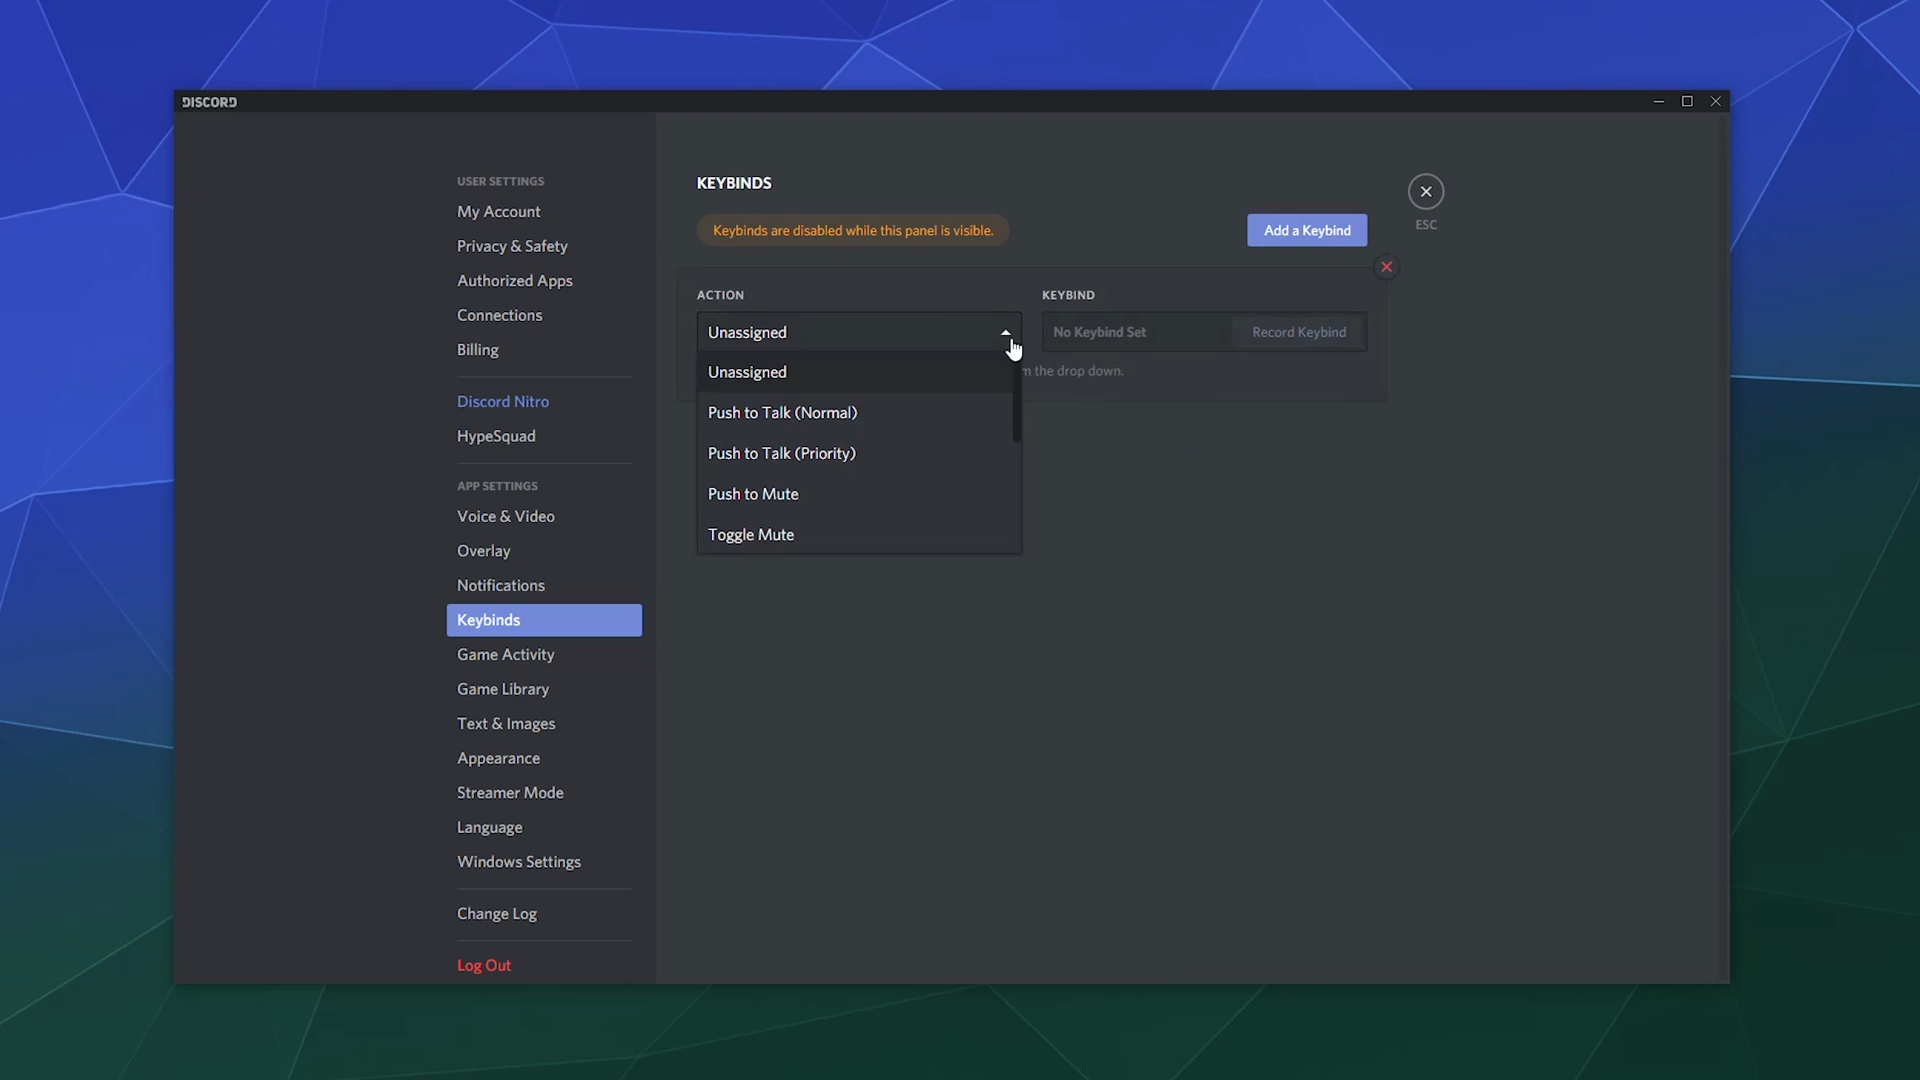 DISCORD
USER SETTINGS
My Account
Privacy & Safety
Authorized Apps
Connections
Billing
Discord Nitro
HypeSquad
APP SETTINGS
Voice & Video
Overlay
Notifications
Keybinds
Game Activity
Game Library
Text & Images
Appearance
Streamer Mode
Language
Windows Settings
Change Log
Log Out
KEYBINDS
Keybinds are disabled while this panel is visible.
Add a Keybind
ESC
ACTION
KEYBIND
Unassigned
No Keybind Set
Record Keybind
m the drop down.
Unassigned
Push to Talk (Normal)
Push to Talk (Priority)
Push to Mute
Toggle Mute